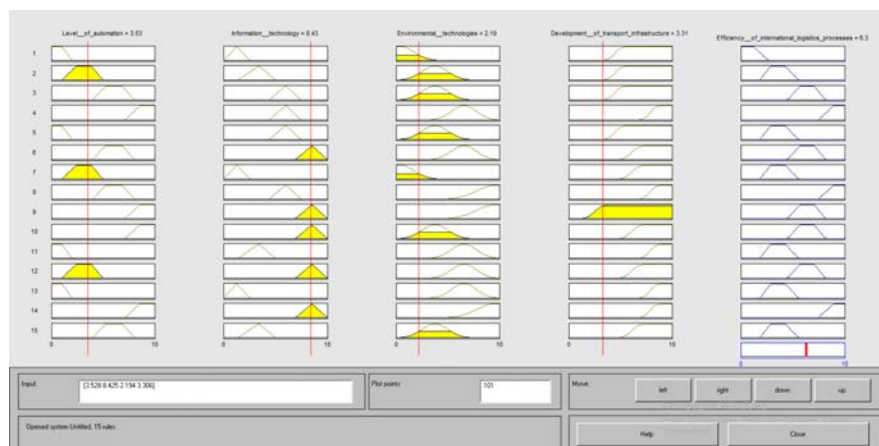 Level__of_automation = 3.53
Information__technology = 8.43
Environmental__technologies = 2.19
Development__of_transport_infrastructure = 3.31
Efficiency__of_international_logistics_processes = 6.3
1
2
3
4
5
6
7
8
9
10
11
12
13
14
15
0 10
0 10
0 10
0 10
0 10
Input:
[3.528 8.425 2.194 3.306]
Plot points:
101
Move:
left
right
down
up
Opened system Untitled, 15 rules
Help
Close